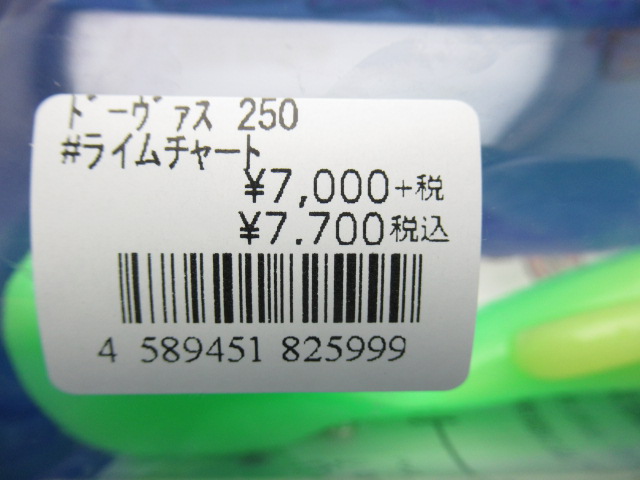 ドーヴァス 250
#ライムチャート
¥7,000+税
¥7.700税込
4 589451 825999